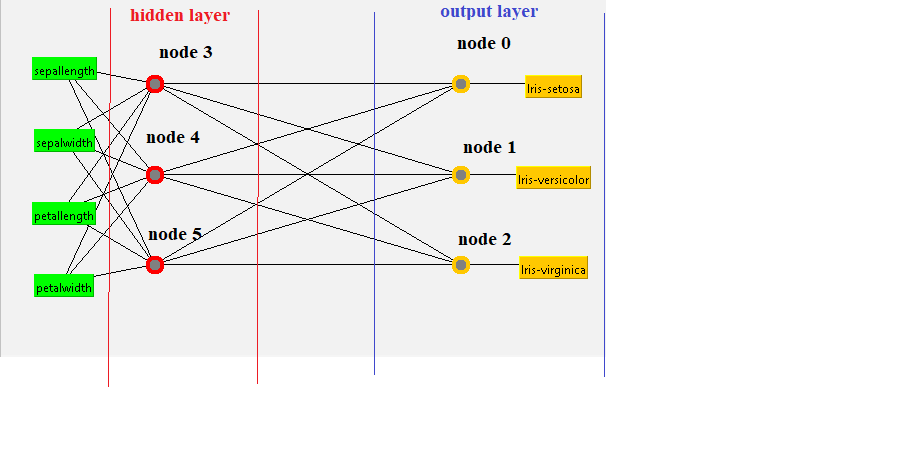 hidden layer
output layer
node 3
node 0
sepallength
Iris-setosa
node 4
node 1
sepalwidth
Iris-versicolor
petallength
node 5
node 2
Iris-virginica
petalwidth